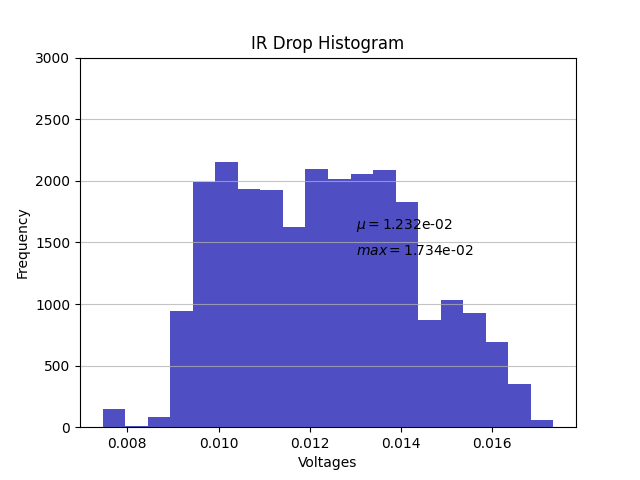 IR Drop Histogram
3000
2500
2000
1500
1000
500
0
Frequency
μ = 1.232e-02
max = 1.734e-02
0.008 0.010 0.012 0.014 0.016
Voltages